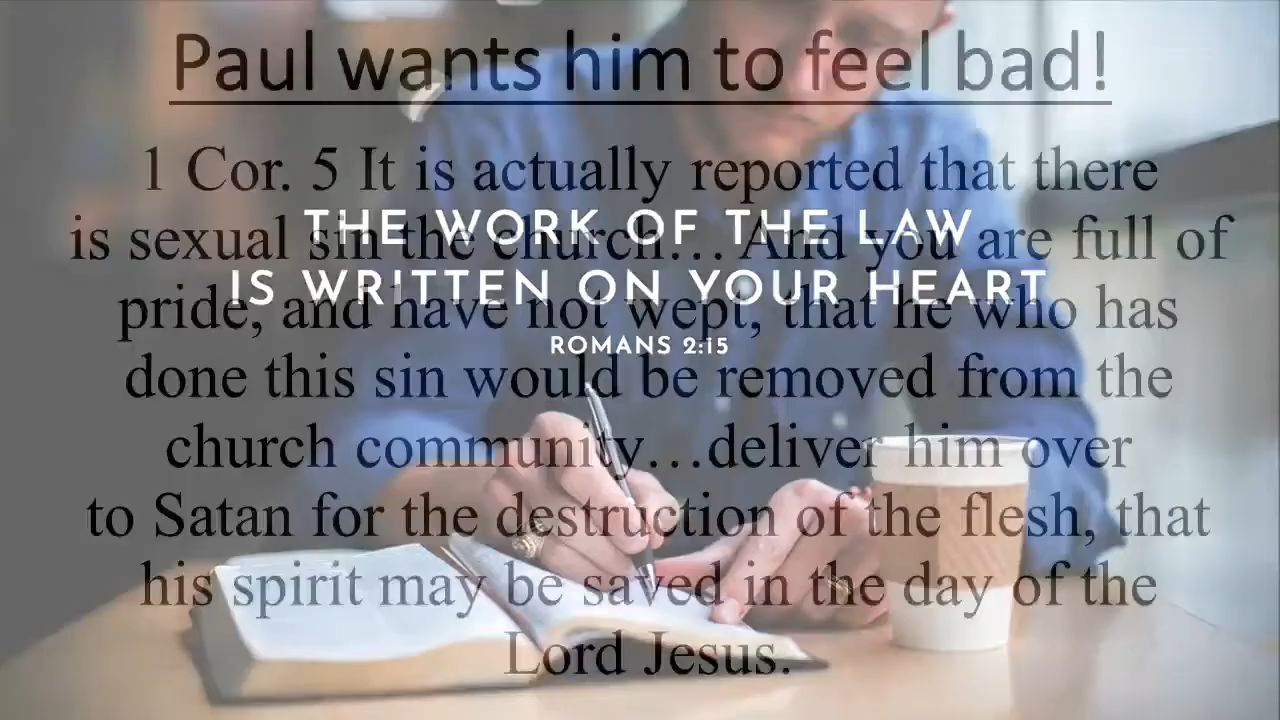 Paul wants him to feel bad!
1 Cor. 5 It is actually reported that there
THE WORK OF THE LAW
is sexual sin the church… And you are full of
IS WRITTEN ON YOUR HEART
pride, and have not wept, that he who has
ROMANS 2:15
done this sin would be removed from the
church community…deliver him over
to Satan for the destruction of the flesh, that
his spirit may be saved in the day of the
Lord Jesus.